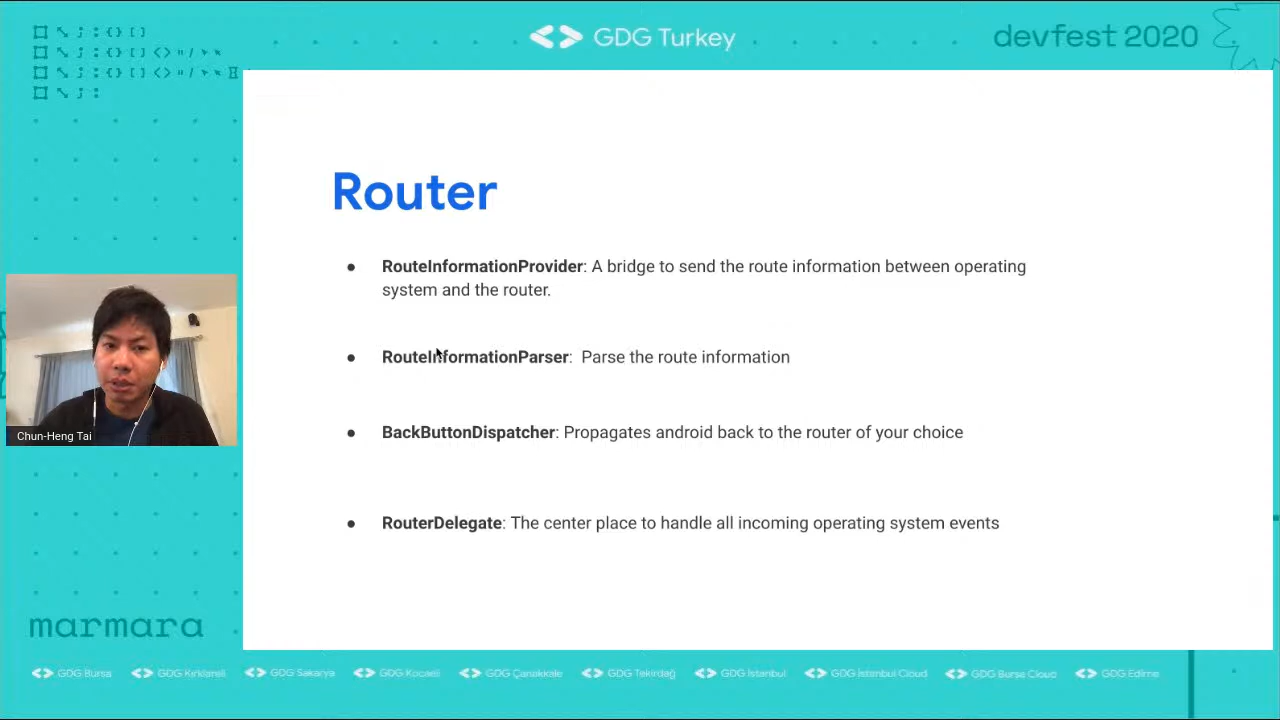 GDG Turkey
devfest 2020
Router
● RouteInformationProvider: A bridge to send the route information between operating
system and the router.
● RouteInformationParser:  Parse the route information
● BackButtonDispatcher: Propagates android back to the router of your choice
● RouterDelegate: The center place to handle all incoming operating system events
Chun-Heng Tai
marmara
GDG Bursa
GDG Kırklareli
GDG Sakarya
GDG Kocaeli
GDG Çanakkale
GDG Tekirdağ
GDG İstanbul
GDG İstanbul Cloud
GDG Bursa Cloud
GDG Edirne